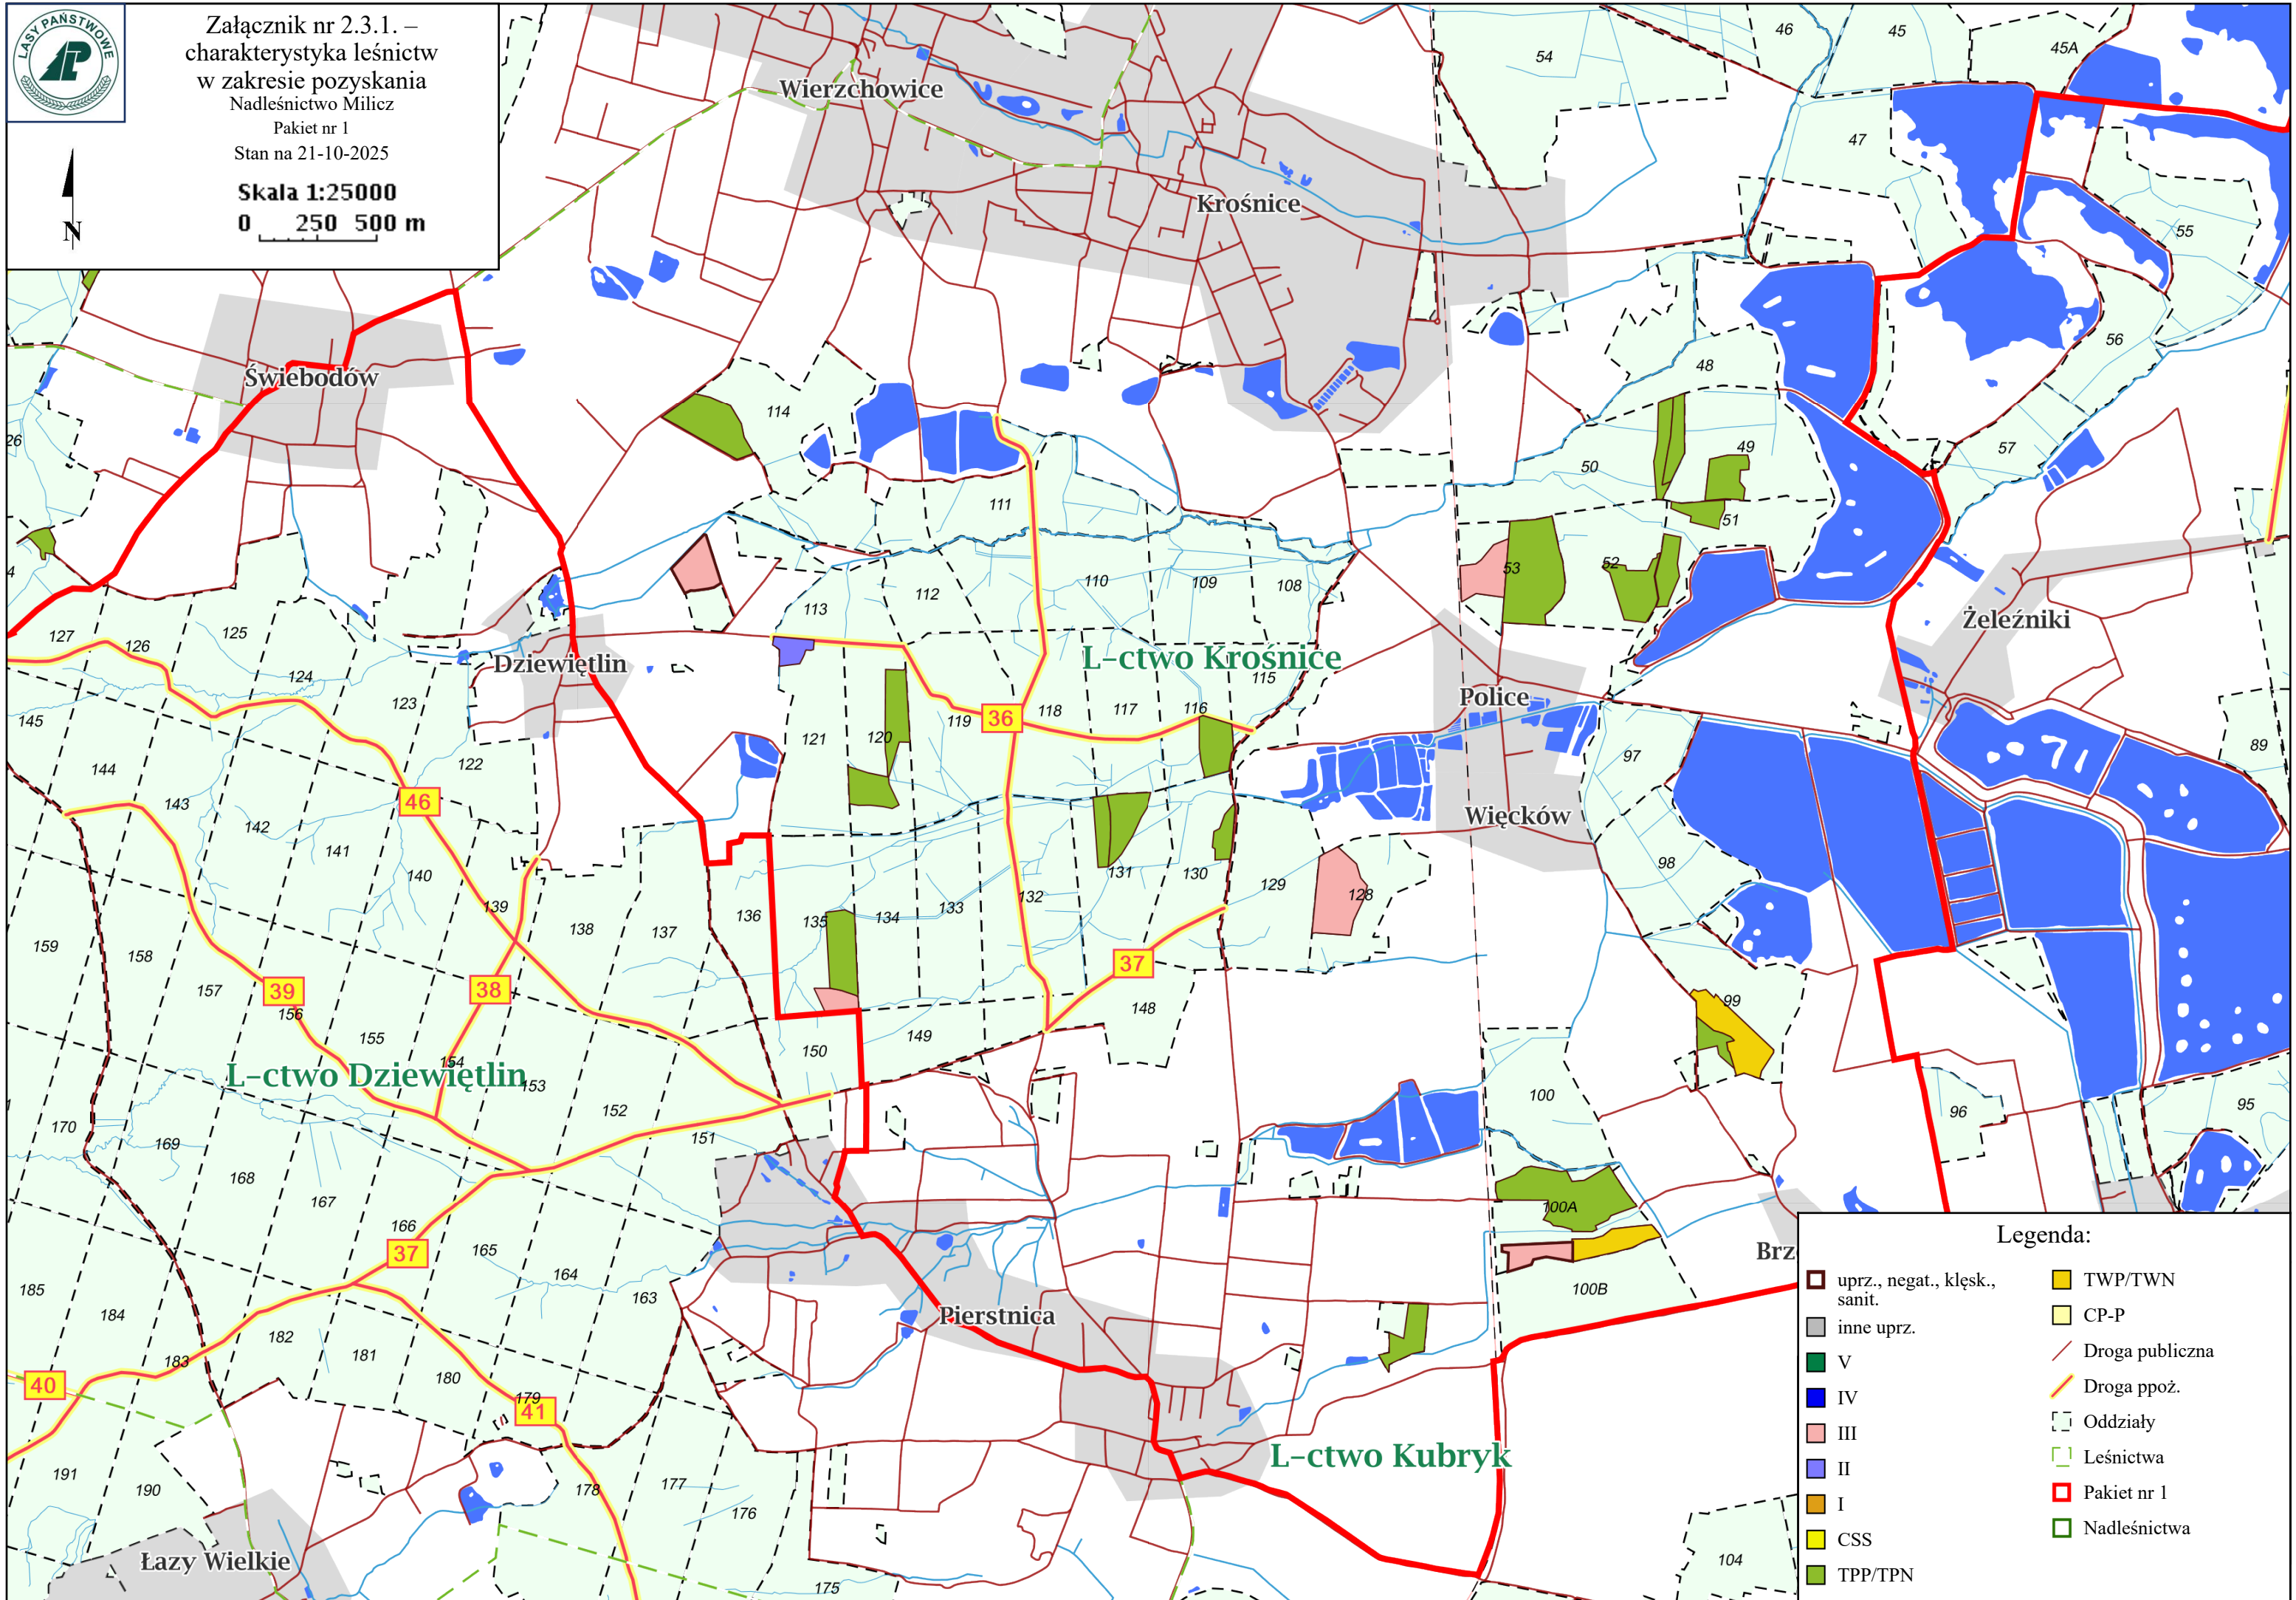 LASY PAŃSTWOWE
Załącznik nr 2.3.1. –
charakterystyka leśnictw
w zakresie pozyskania
Nadleśnictwo Milicz
Pakiet nr 1
Stan na 21-10-2025
Skala 1:25000
0 250 500 m
N
Wierzchowice
Krośnice
54
46
45
45A
47
55
56
48
Świebodów
114
26
50
49
57
111
51
4
53
52
110
109
108
112
113
127
126
125
124
Żeleźniki
Dziewiętlin
L-ctwo Krośnice
115
123
145
Police
116
117
118
36
119
120
121
97
89
122
144
143
46
142
141
140
Więcków
98
131
130
129
128
132
133
134
135
136
139
138
137
159
158
157
37
39
38
156
99
148
149
150
155
154
L-ctwo Dziewiętlin
153
152
100
96
95
170
169
151
168
167
100A
166
37
165
164
Brz
185
184
163
100B
Pierstnica
182
181
183
180
40
179
41
L-ctwo Kubryk
191
190
178
177
176
104
Łazy Wielkie
175
Legenda:
uprz., negat., klęsk.,
sanit.
inne uprz.
V
IV
III
II
I
CSS
TPP/TPN
TWP/TWN
CP-P
Droga publiczna
Droga ppoż.
Oddziały
Leśnictwa
Pakiet nr 1
Nadleśnictwa